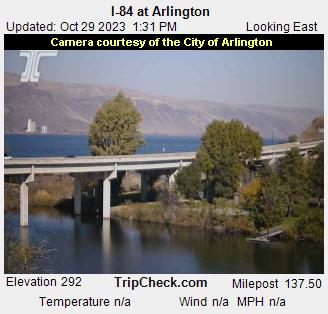 I-84 at Arlington
Updated: Oct 29 2023 1:31 PM Looking East
Camera courtesy of the City of Arlington
Elevation 292 TripCheck.com Milepost 137.50
Temperature n/a Wind n/a MPH n/a